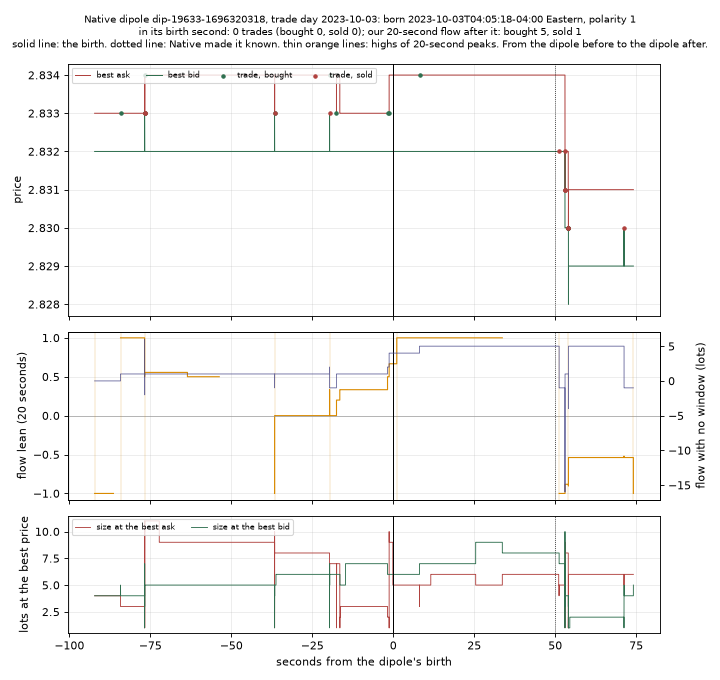 Native dipole dip-19633-1696320318, trade day 2023-10-03: born 2023-10-03T04:05:18-04:00 Eastern, polarity 1
in its birth second: 0 trades (bought 0, sold 0); our 20-second flow after it: bought 5, sold 1
solid line: the birth. dotted line: Native made it known. thin orange lines: highs of 20-second peaks. From the dipole before to the dipole after.
best ask
best bid
trade, bought
trade, sold
2.834
2.833
2.832
2.831
2.830
2.829
2.828
price
1.0
0.5
0.0
−0.5
−1.0
flow lean (20 seconds)
5
0
−5
−10
−15
flow with no window (lots)
size at the best ask
size at the best bid
10.0
7.5
5.0
2.5
lots at the best price
−100
−75
−50
−25
0
25
50
75
seconds from the dipole's birth